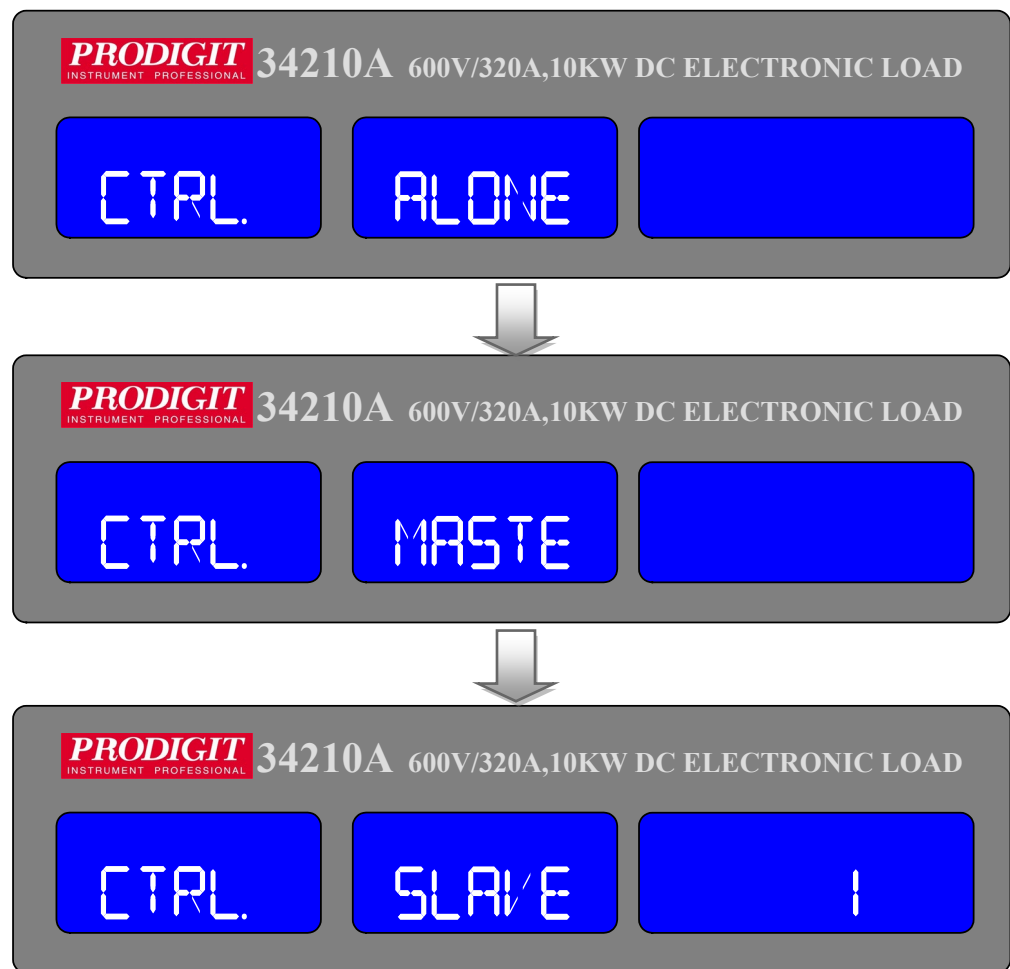 PRODIGIT
INSTRUMENT PROFESSIONAL
34210A 600V/320A,10KW DC ELECTRONIC LOAD
CTRL. ALONE
PRODIGIT
INSTRUMENT PROFESSIONAL
34210A 600V/320A,10KW DC ELECTRONIC LOAD
CTRL. MASTE
PRODIGIT
INSTRUMENT PROFESSIONAL
34210A 600V/320A,10KW DC ELECTRONIC LOAD
CTRL. SLAVE 1